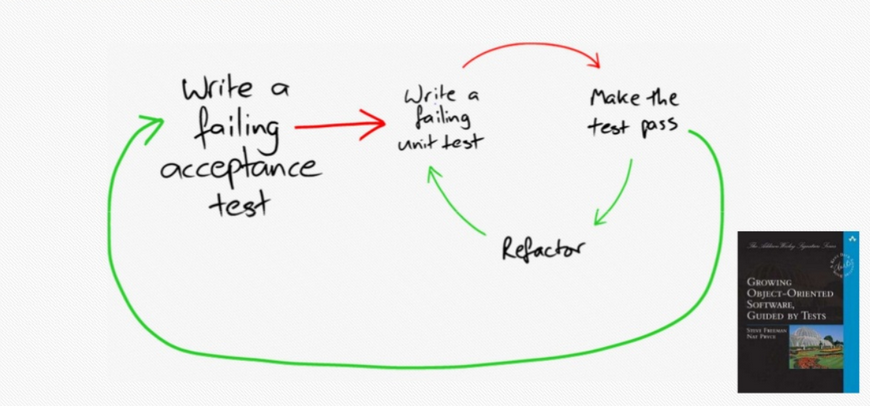 Write a
failing
acceptance
test
Write a
failing
unit test
Make the
test pass
Refactor
The Addison-Wesley Signature Series
GROWING
OBJECT-ORIENTED
SOFTWARE,
GUIDED BY TESTS
STEVE FREEMAN
NAT PRYCE